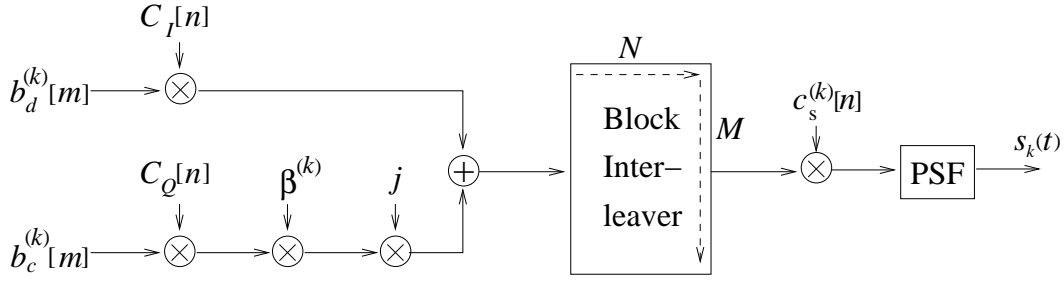 C_I[n]
b_d^{(k)}[m]
N
Block
Inter–
leaver
M
c_s^{(k)}[n]
PSF
s_k(t)
C_Q[n]
β^{(k)}
j
b_c^{(k)}[m]